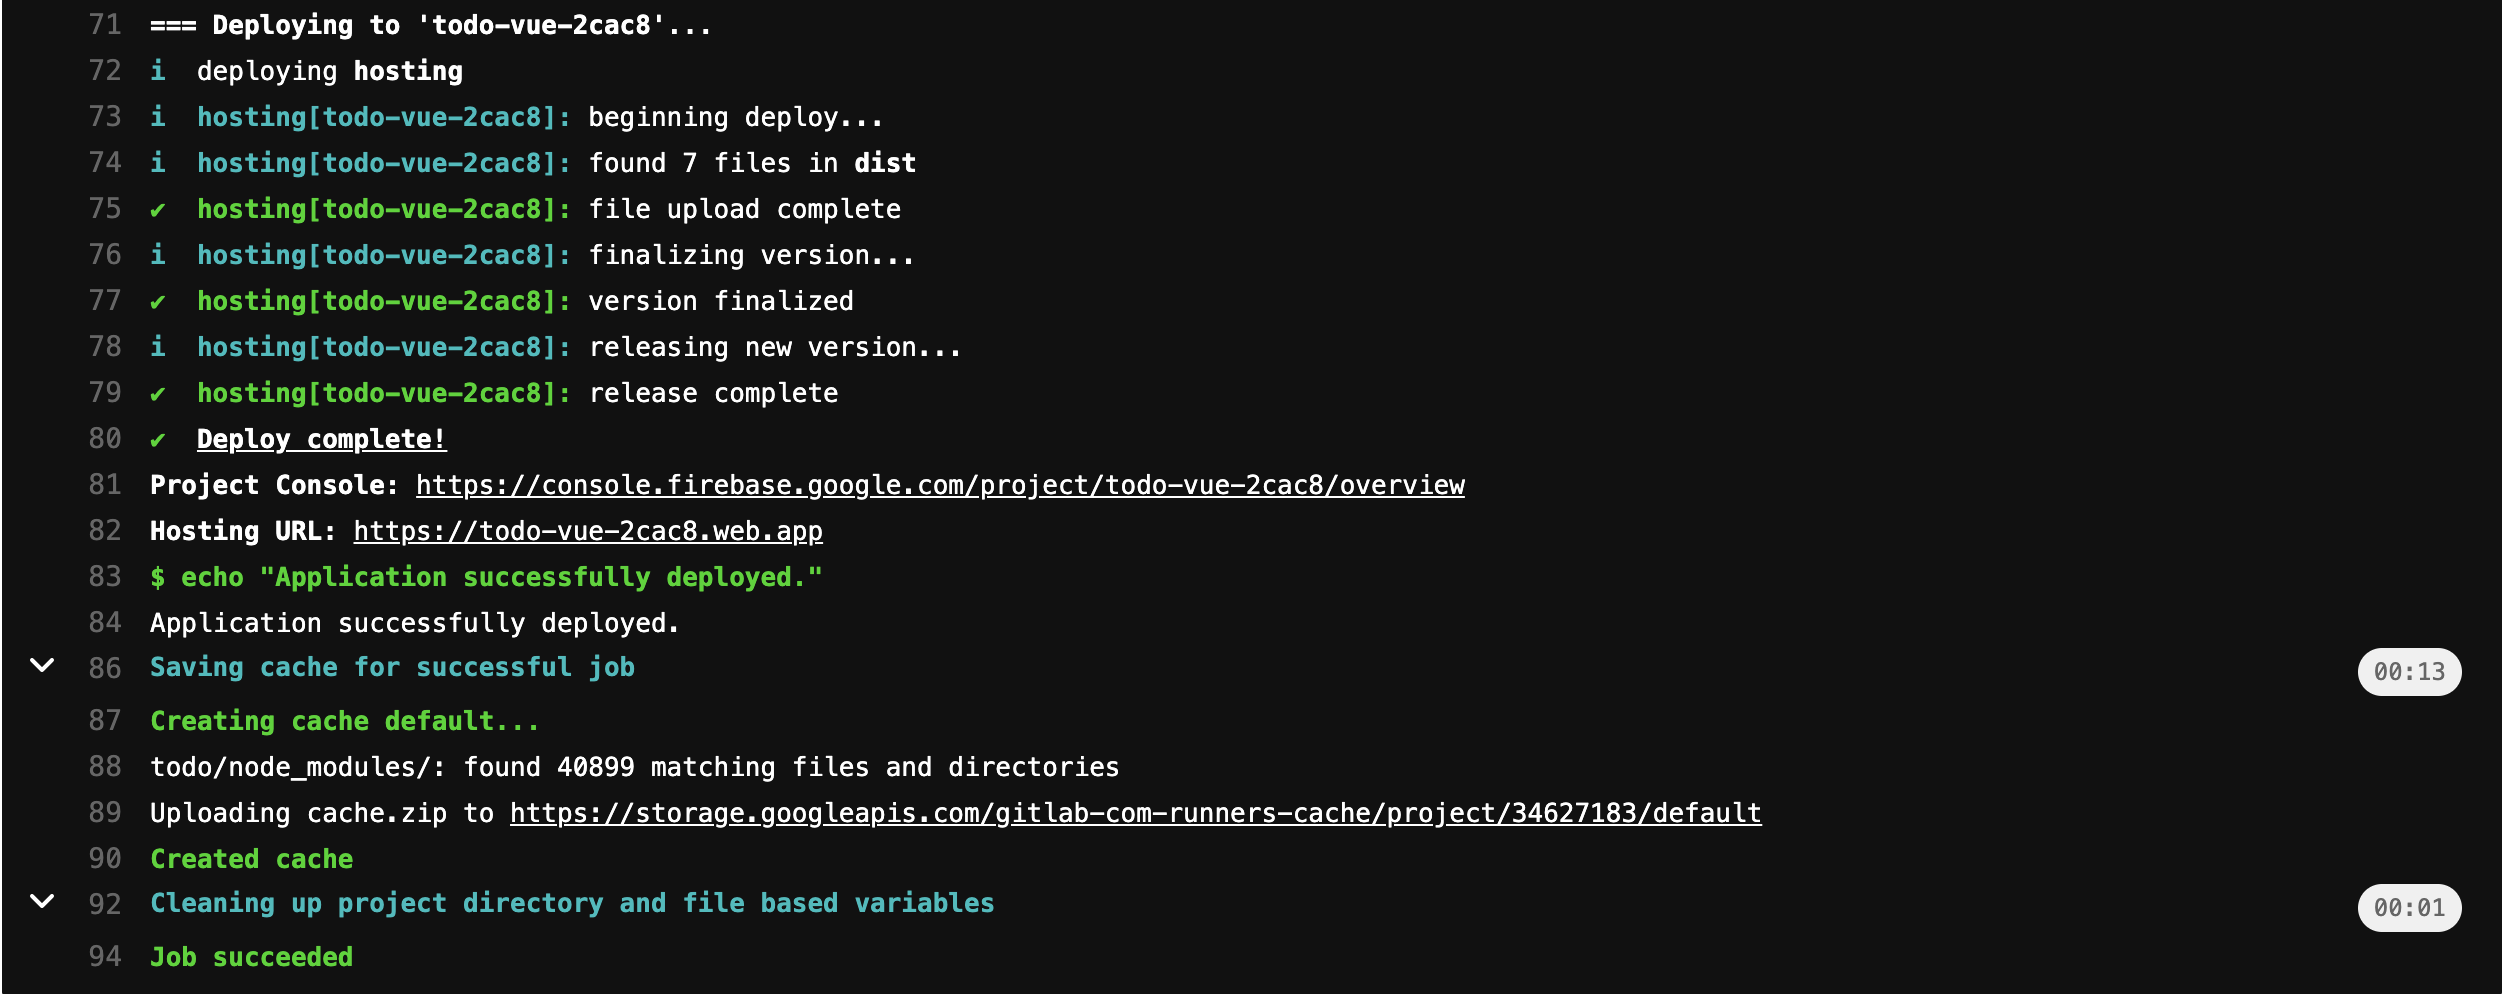 71 === Deploying to 'todo-vue-2cac8'...
72 i deploying hosting
73 i hosting[todo-vue-2cac8]: beginning deploy...
74 i hosting[todo-vue-2cac8]: found 7 files in dist
75 ✔ hosting[todo-vue-2cac8]: file upload complete
76 i hosting[todo-vue-2cac8]: finalizing version...
77 ✔ hosting[todo-vue-2cac8]: version finalized
78 i hosting[todo-vue-2cac8]: releasing new version...
79 ✔ hosting[todo-vue-2cac8]: release complete
80 ✔ Deploy complete!
81 Project Console: https://console.firebase.google.com/project/todo-vue-2cac8/overview
82 Hosting URL: https://todo-vue-2cac8.web.app
83 $ echo "Application successfully deployed."
84 Application successfully deployed.
86 Saving cache for successful job 00:13
87 Creating cache default...
88 todo/node_modules/: found 40899 matching files and directories
89 Uploading cache.zip to https://storage.googleapis.com/gitlab-com-runners-cache/project/34627183/default
90 Created cache
92 Cleaning up project directory and file based variables 00:01
94 Job succeeded